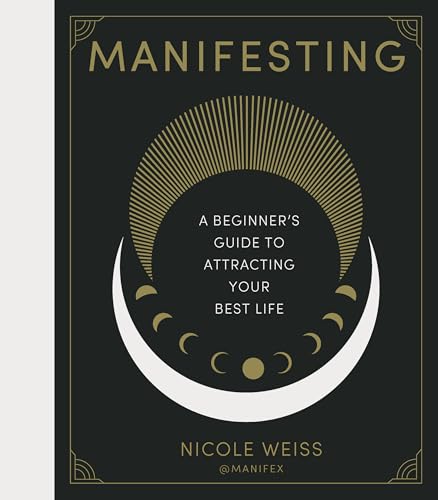 MANIFESTING
A BEGINNER'S
GUIDE TO
ATTRACTING
YOUR
BEST LIFE
NICOLE WEISS
@MANIFEX